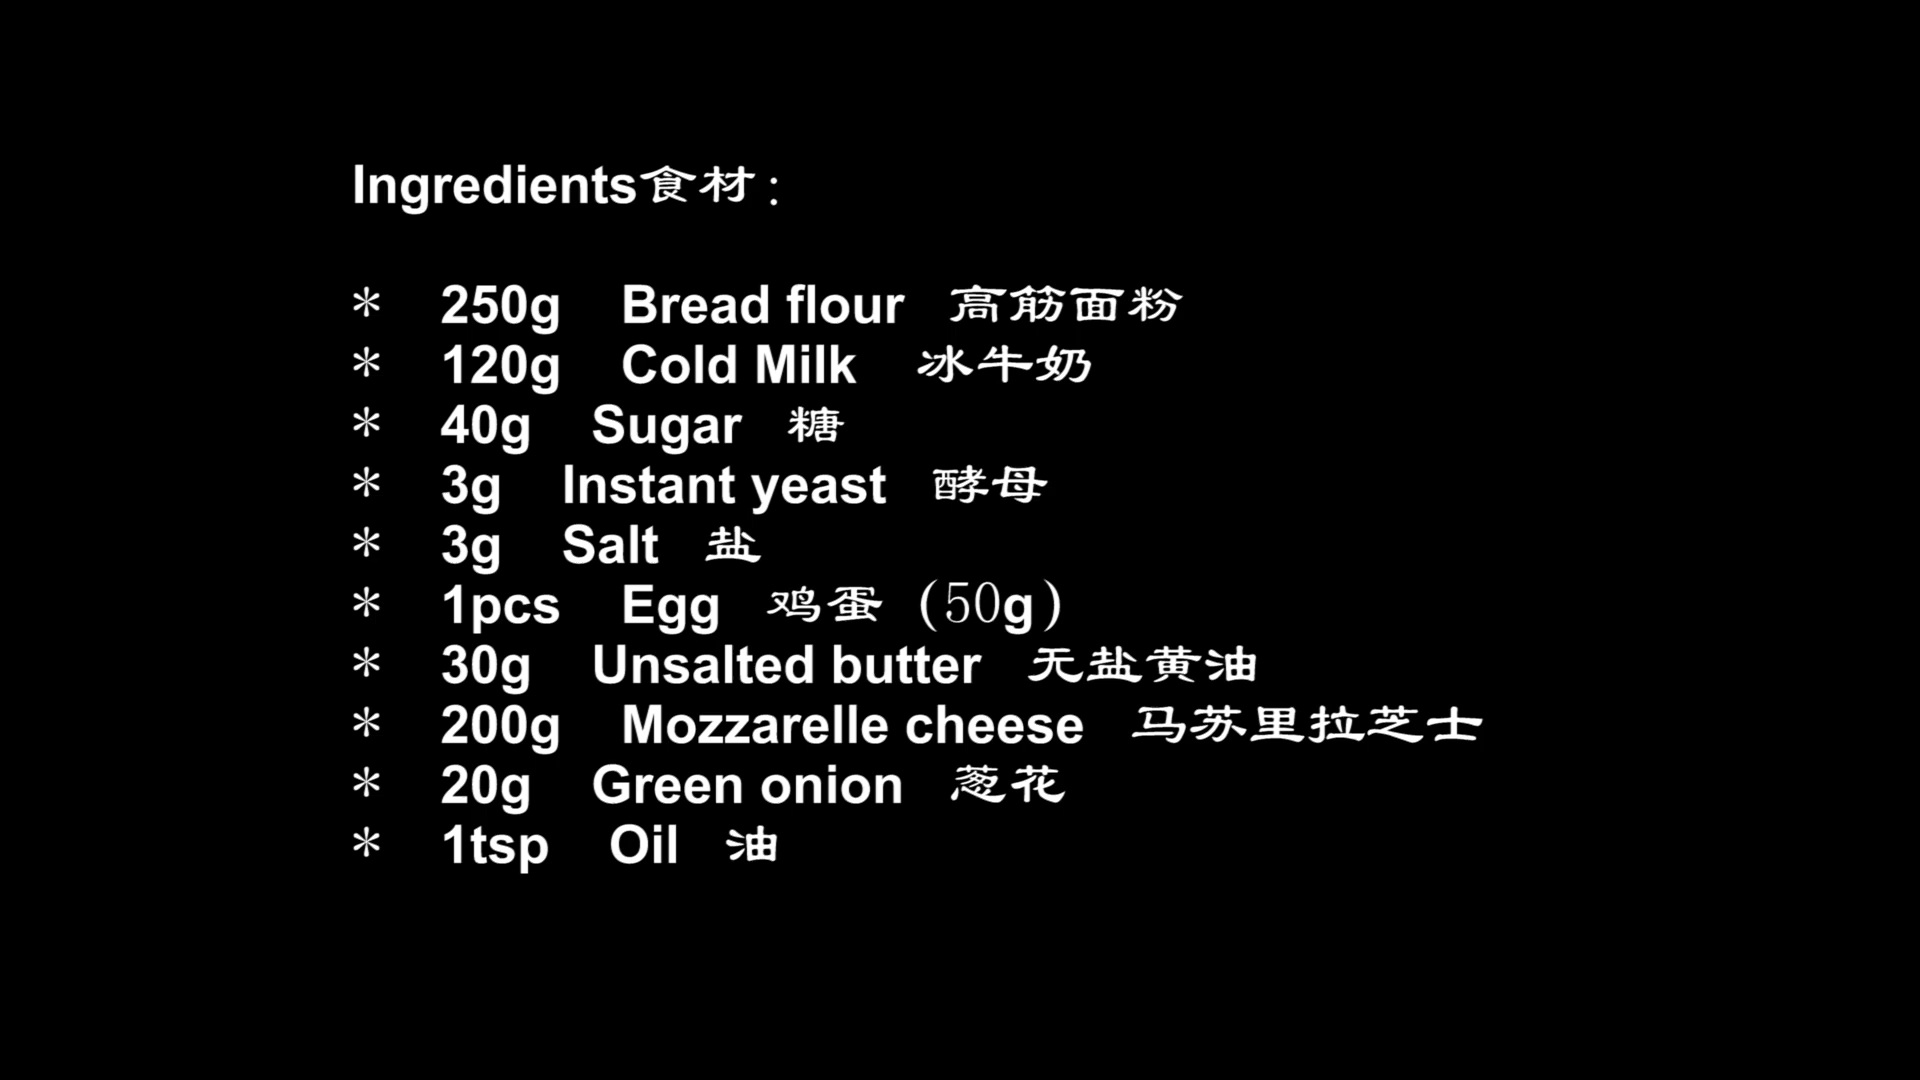 Ingredients食材：
* 250g Bread flour 高筋面粉
* 120g Cold Milk 冰牛奶
* 40g Sugar 糖
* 3g Instant yeast 酵母
* 3g Salt 盐
* 1pcs Egg 鸡蛋（50g）
* 30g Unsalted butter 无盐黄油
* 200g Mozzarelle cheese 马苏里拉芝士
* 20g Green onion 葱花
* 1tsp Oil 油